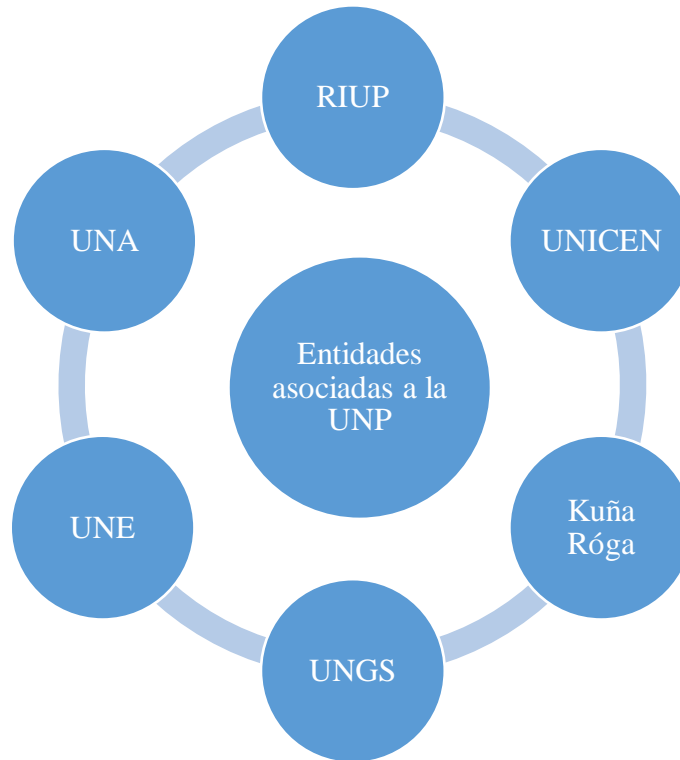 RIUP
UNA
UNICEN
Entidades
asociadas a la
UNP
UNE
Kuña
Róga
UNGS